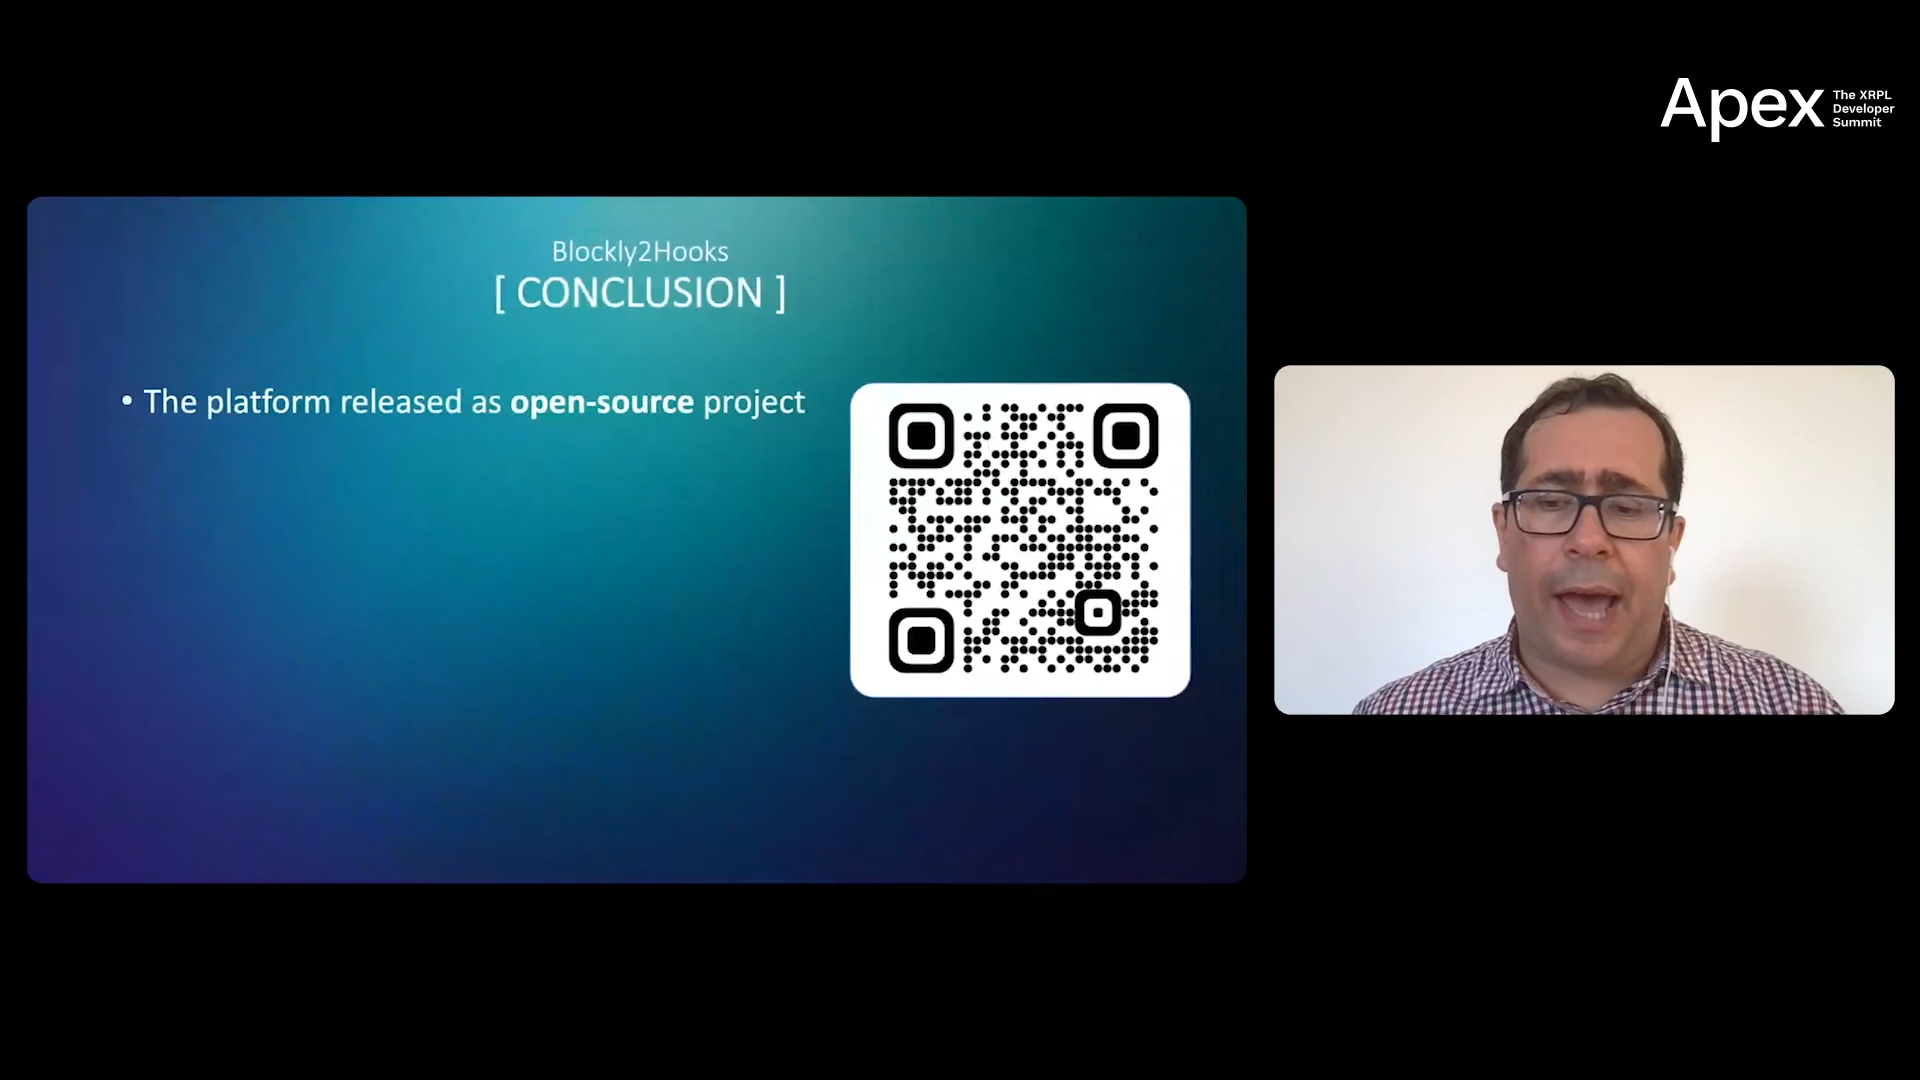 Apex
The XRPL
Developer
Summit
Blockly2Hooks
[ CONCLUSION ]
• The platform released as open-source project